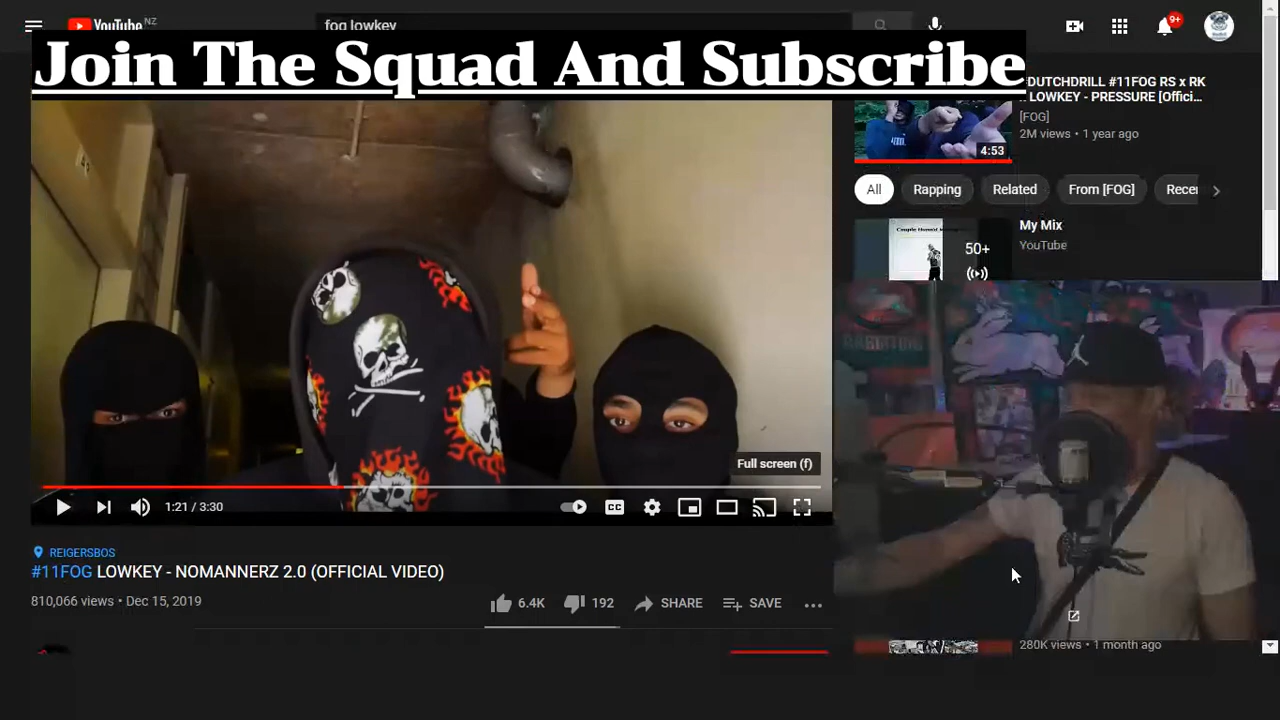 YouTube NZ
fog lowkey
9+
Join The Squad And Subscribe
#DUTCHDRILL #11FOG RS x RK
LOWKEY - PRESSURE [Offici...
[FOG]
2M views • 1 year ago
4:53
All
Rapping
Related
From [FOG]
Recei
My Mix
YouTube
50+
Full screen (f)
1:21 / 3:30
CC
REIGERSBOS
#11FOG LOWKEY - NOMANNERZ 2.0 (OFFICIAL VIDEO)
810,066 views • Dec 15, 2019
6.4K
192
SHARE
SAVE
280K views • 1 month ago